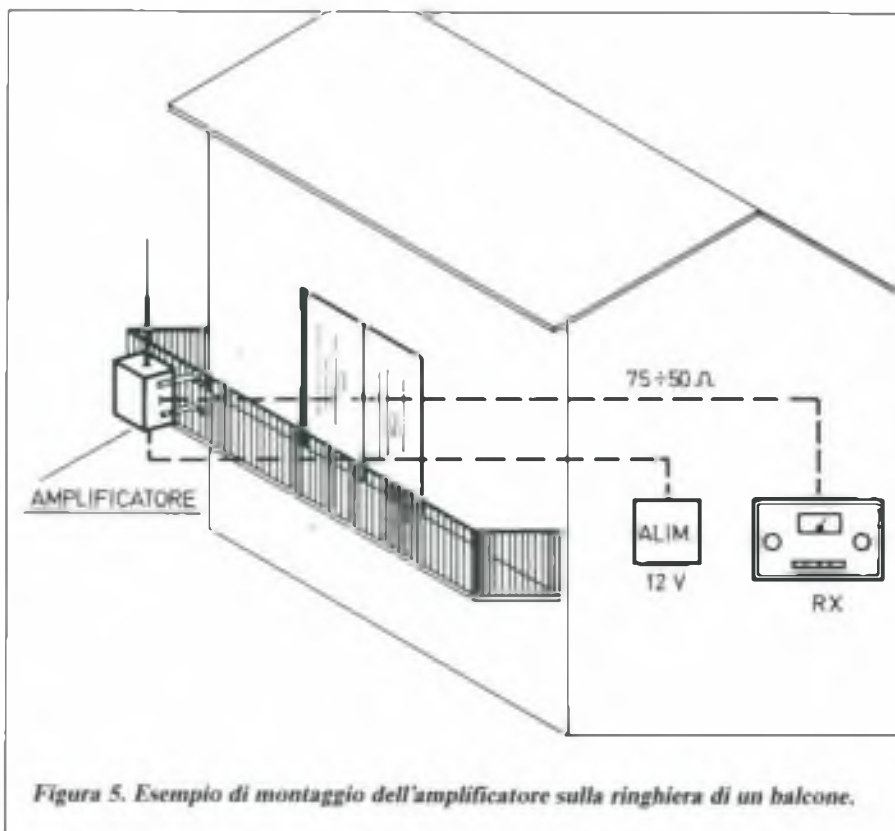 75÷50 Ω
AMPLIFICATORE
ALIM
12 V
RX
Figura 5. Esempio di montaggio dell'amplificatore sulla ringhiera di un balcone.